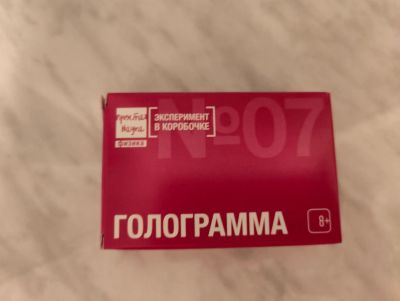 простая
наука
физика
ЭКСПЕРИМЕНТ
В КОРОБОЧКЕ
№07
ГОЛОГРАММА
8+